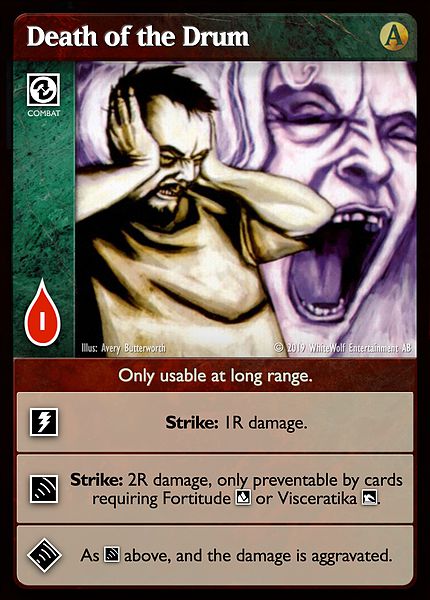 Death of the Drum
A
COMBAT
1
Illus: Avery Butterworth
© 2019 WhiteWolf Entertainment AB
Only usable at long range.
Strike: 1R damage.
Strike: 2R damage, only preventable by cards
requiring Fortitude or Visceratika.
As above, and the damage is aggravated.